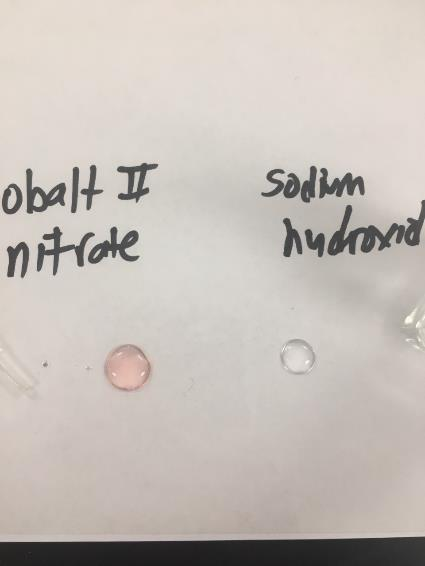 obalt II
nitrate
sodium
hydroxid